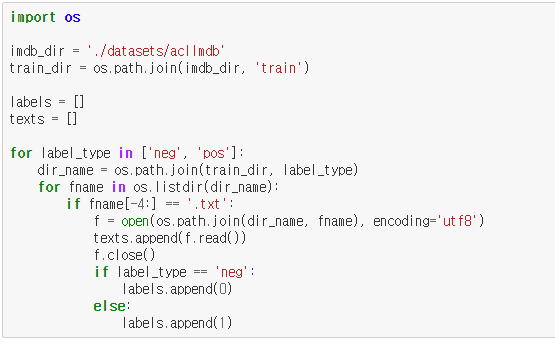 import os
imdb_dir = './datasets/acllmdb'
train_dir = os.path.join(imdb_dir, 'train')
labels = []
texts = []
for label_type in ['neg', 'pos']:
    dir_name = os.path.join(train_dir, label_type)
    for fname in os.listdir(dir_name):
        if fname[-4:] == '.txt':
            f = open(os.path.join(dir_name, fname), encoding='utf8')
            texts.append(f.read())
            f.close()
            if label_type == 'neg':
                labels.append(0)
            else:
                labels.append(1)